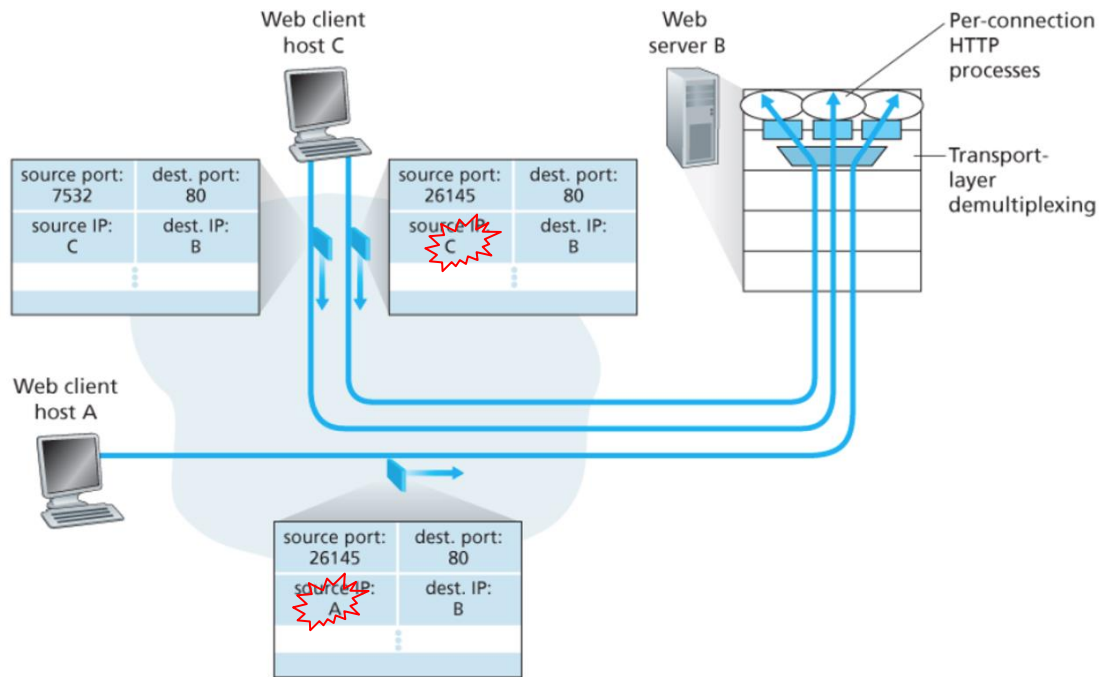 Web client
host C
Web
server B
Per-connection
HTTP
processes
Transport-
layer
demultiplexing
source port:
7532
dest. port:
80
source IP:
C
dest. IP:
B
source port:
26145
dest. port:
80
source IP:
C
dest. IP:
B
Web client
host A
source port:
26145
dest. port:
80
source IP:
A
dest. IP:
B